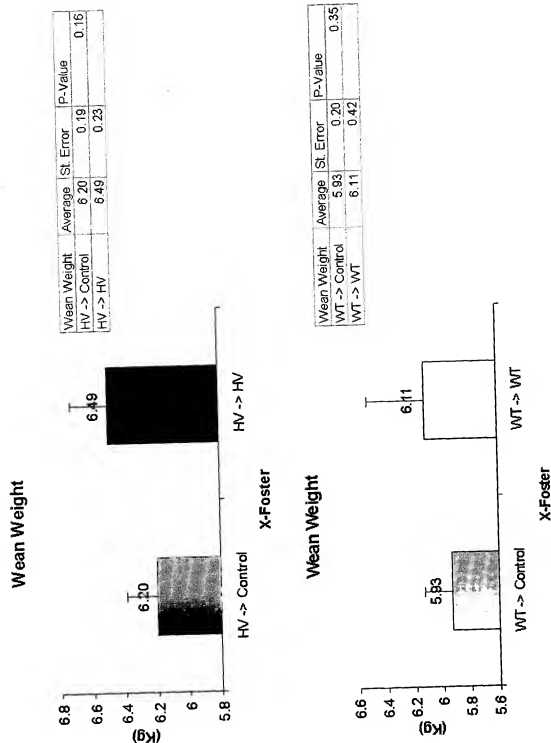 Wean Weight
6.8
6.6
6.4
6.2
6
5.8
(Kg)
6.20
6.49
HV -> Control
HV -> HV
X-Foster
Wean Weight Average St. Error P-Value
HV -> Control 6 20 0.19 0.16
HV -> HV 6.49 0.23
Wean Weight
6.6
6.4
6.2
6
5.8
5.6
(Kg)
5.93
6.11
WT -> Control
WT -> WT
X-Foster
Wean Weight Average St. Error P-Value
WT -> Control 5.93 0.20 0.35
WT -> WT 6.11 0.42